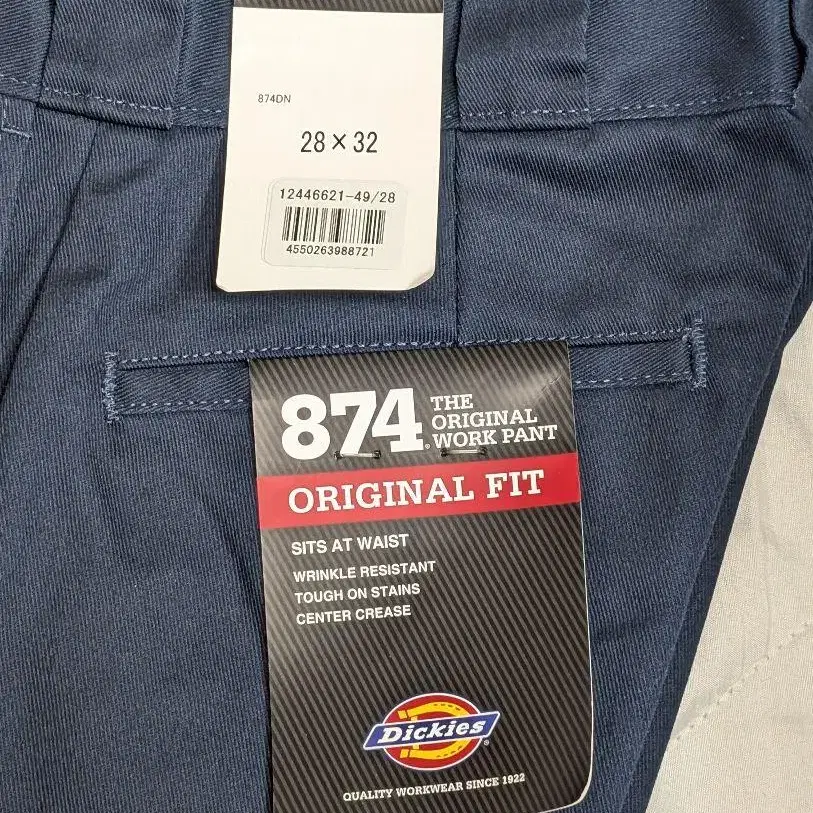 874DN
28×32
12446621-49/28
4550263988721
874® THE
ORIGINAL
WORK PANT
ORIGINAL FIT
SITS AT WAIST
WRINKLE RESISTANT
TOUGH ON STAINS
CENTER CREASE
Dickies®
QUALITY WORKWEAR SINCE 1922